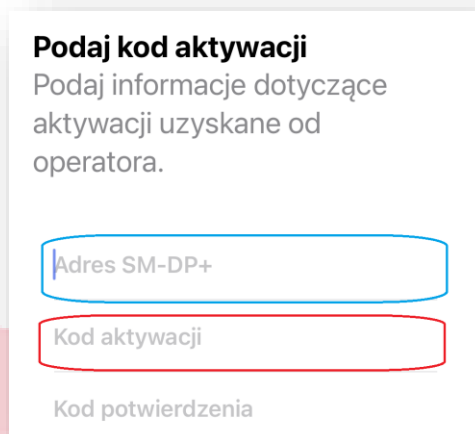 Podaj kod aktywacji
Podaj informacje dotyczące
aktywacji uzyskane od
operatora.
Adres SM-DP+
Kod aktywacji
Kod potwierdzenia